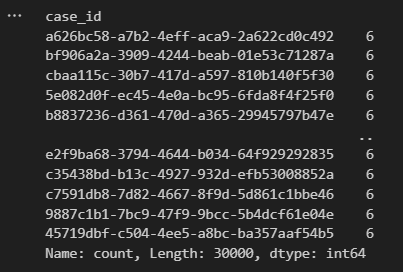 ...
case_id
a626bc58-a7b2-4eff-aca9-2a622cd0c492 6
bf906a2a-3909-4244-beab-01e53c71287a 6
cbaa115c-30b7-417d-a597-810b140f5f30 6
5e082d0f-ec45-4e0a-bc95-6fda8f4f25f0 6
b8837236-d361-470d-a365-29945797b47e 6
..
e2f9ba68-3794-4644-b034-64f929292835 6
c35438bd-b13c-4927-932d-efb53008852a 6
c7591db8-7d82-4667-8f9d-5d861c1bbe46 6
9887c1b1-7bc9-47f9-9bcc-5b4dcf61e04e 6
45719dbf-c504-4ee5-a8bc-ba357aaf54b5 6
Name: count, Length: 30000, dtype: int64